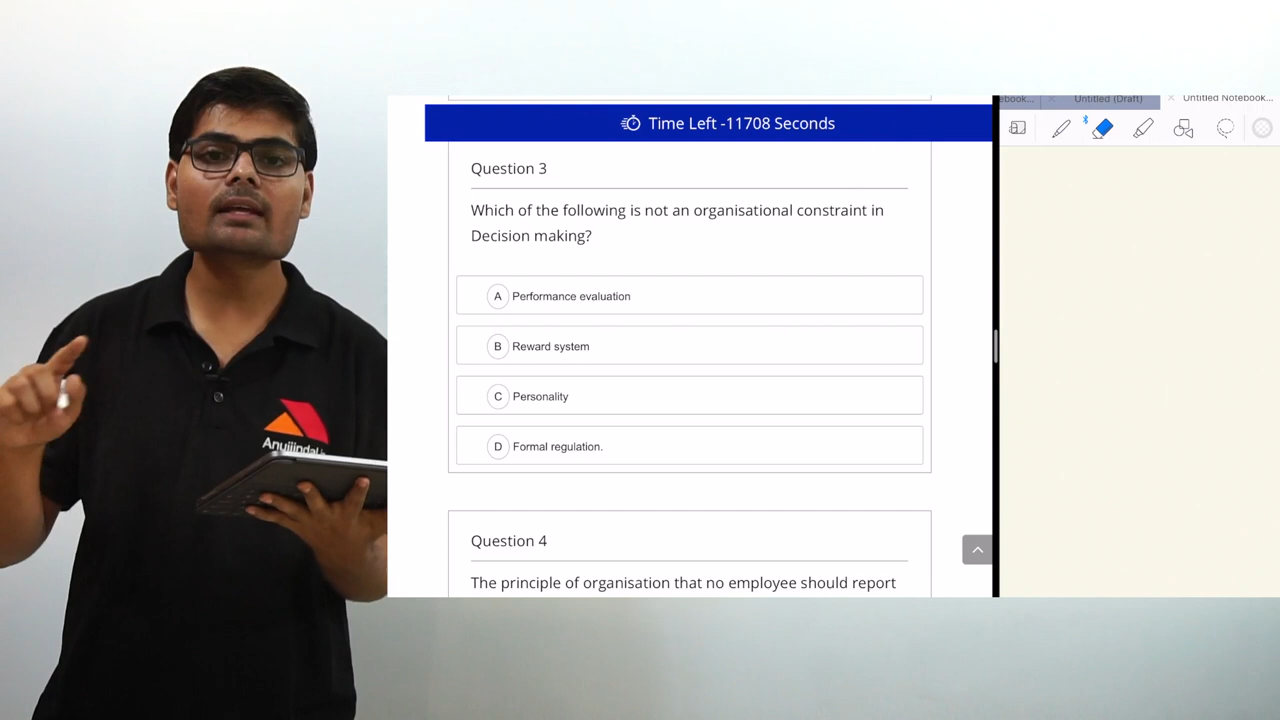 ebook...
Untitled (Draft)
Untitled Notebook...
Time Left -11708 Seconds
Question 3
Which of the following is not an organisational constraint in
Decision making?
A Performance evaluation
B Reward system
C Personality
D Formal regulation.
Question 4
The principle of organisation that no employee should report